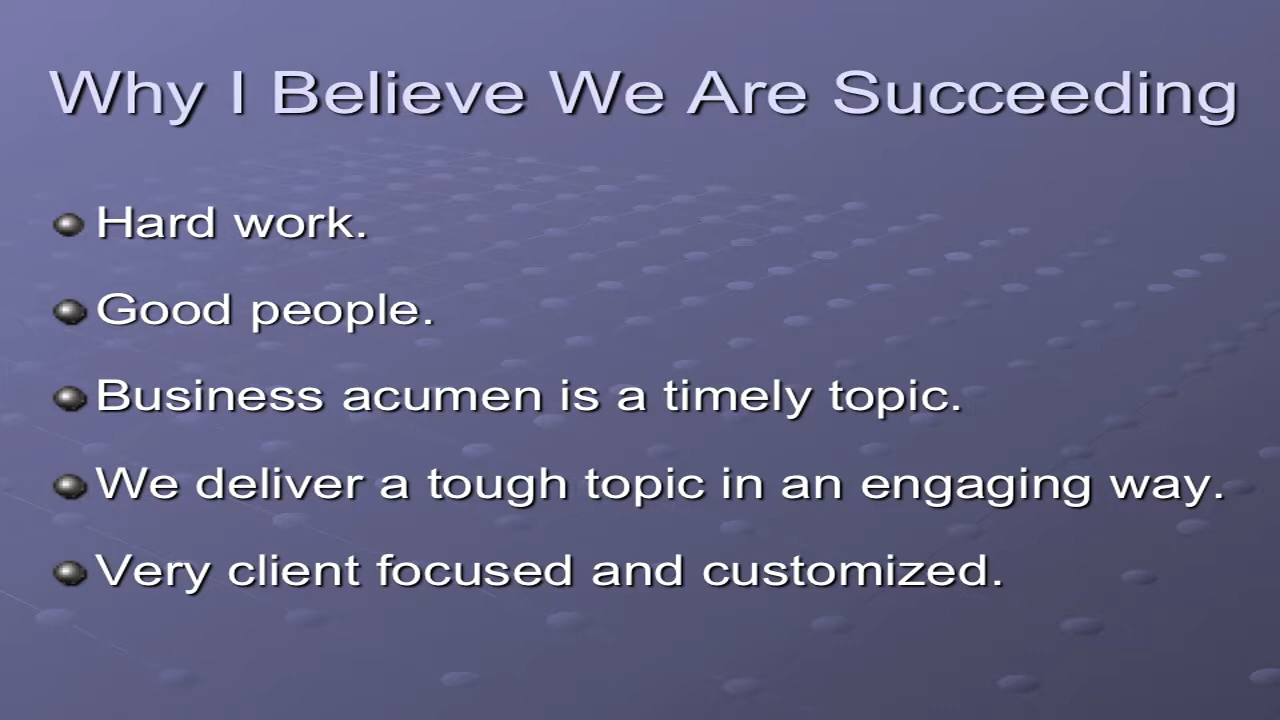 Why I Believe We Are Succeeding
Hard work.
Good people.
Business acumen is a timely topic.
We deliver a tough topic in an engaging way.
Very client focused and customized.